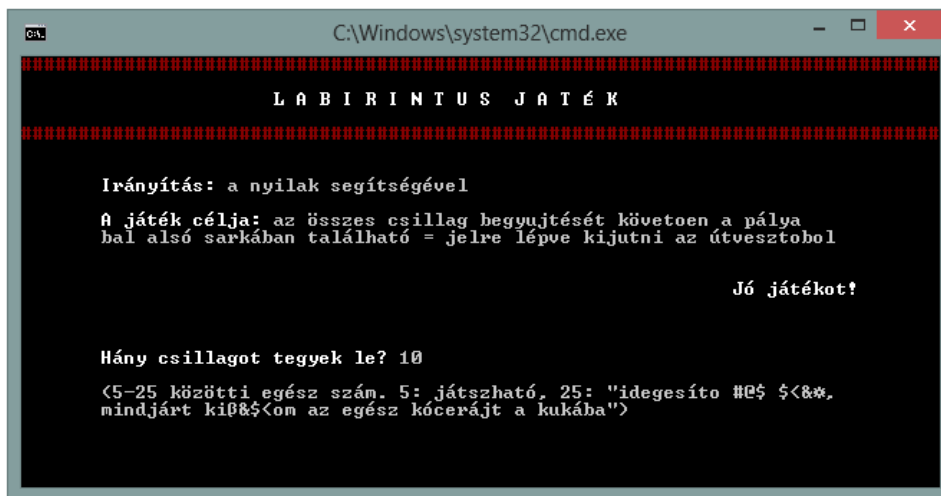 C:\Windows\system32\cmd.exe
L A B I R I N T U S J A T É K
Irányítás: a nyilak segítségével
A játék célja: az összes csillag begyujtését követoen a pálya
bal alsó sarkában található = jelre lépve kijutni az útvesztobol
Jó játékot!
Hány csillagot tegyek le? 10
(5-25 közötti egész szám. 5: játszható, 25: "idegesíto #@$ $<&*,
mindjárt kiβ&$<om az egész kócerájt a kukába")